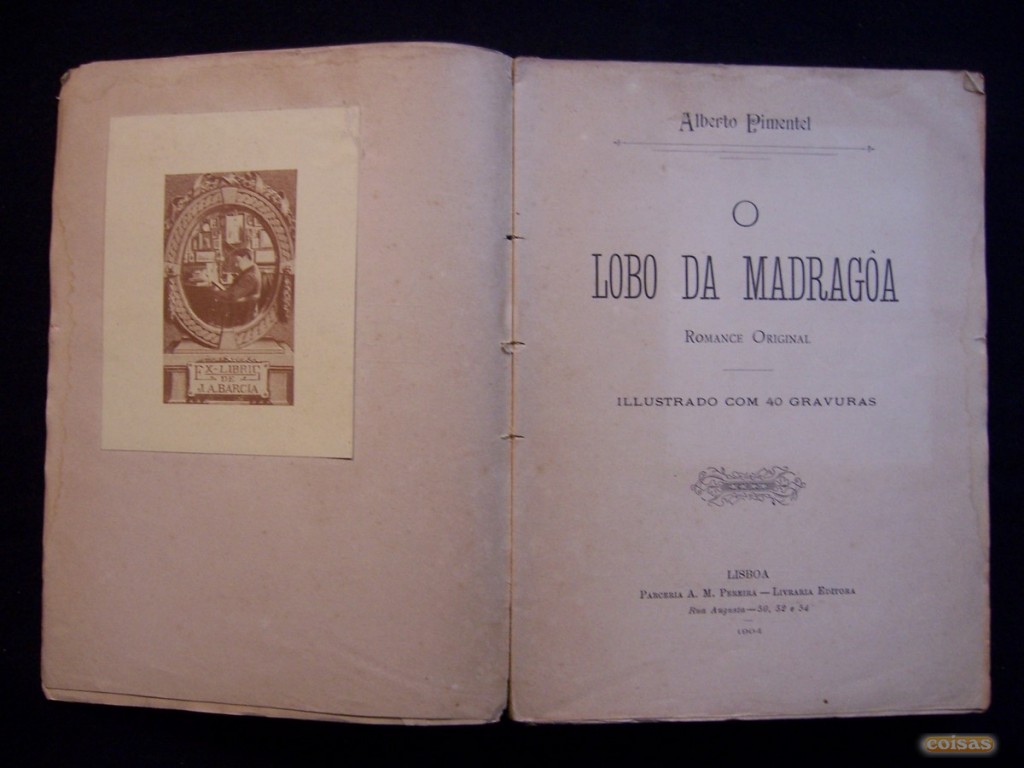 EX-LIBRIS
DE
J.A.BARCIA
Alberto Pimentel
O
LOBO DA MADRAGÔA
ROMANCE ORIGINAL
ILLUSTRADO COM 40 GRAVURAS
LISBOA
PARCERIA A. M. PEREIRA — LIVRARIA EDITORA
Rua Augusta — 50, 52 e 54
1904
coisas